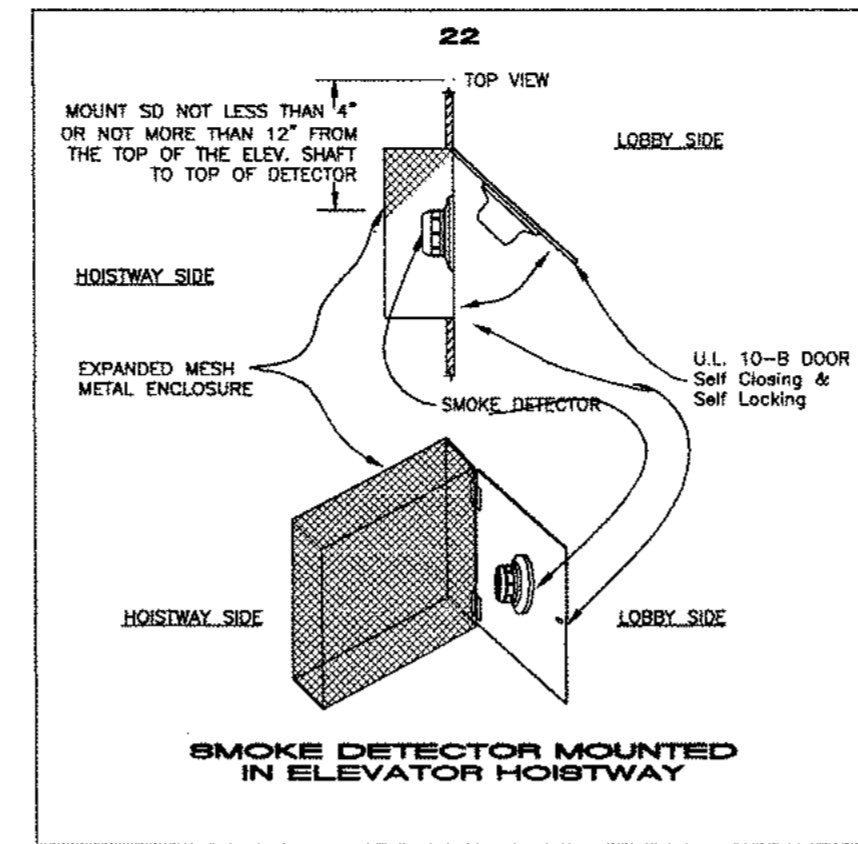 22
TOP VIEW
MOUNT SD NOT LESS THAN 4"
OR NOT MORE THAN 12" FROM
THE TOP OF THE ELEV. SHAFT
TO TOP OF DETECTOR
LOBBY SIDE
HOISTWAY SIDE
EXPANDED MESH
METAL ENCLOSURE
U.L. 10-B DOOR
Self Closing &
Self Locking
SMOKE DETECTOR
HOISTWAY SIDE
LOBBY SIDE
SMOKE DETECTOR MOUNTED
IN ELEVATOR HOISTWAY